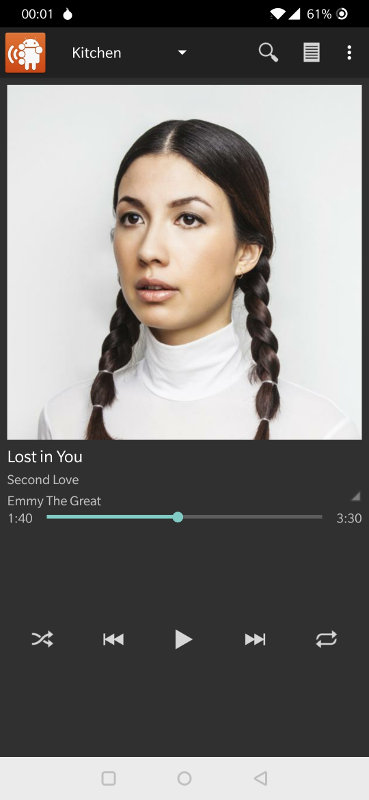 00:01
61%
Kitchen
Lost in You
Second Love
Emmy The Great
1:40
3:30